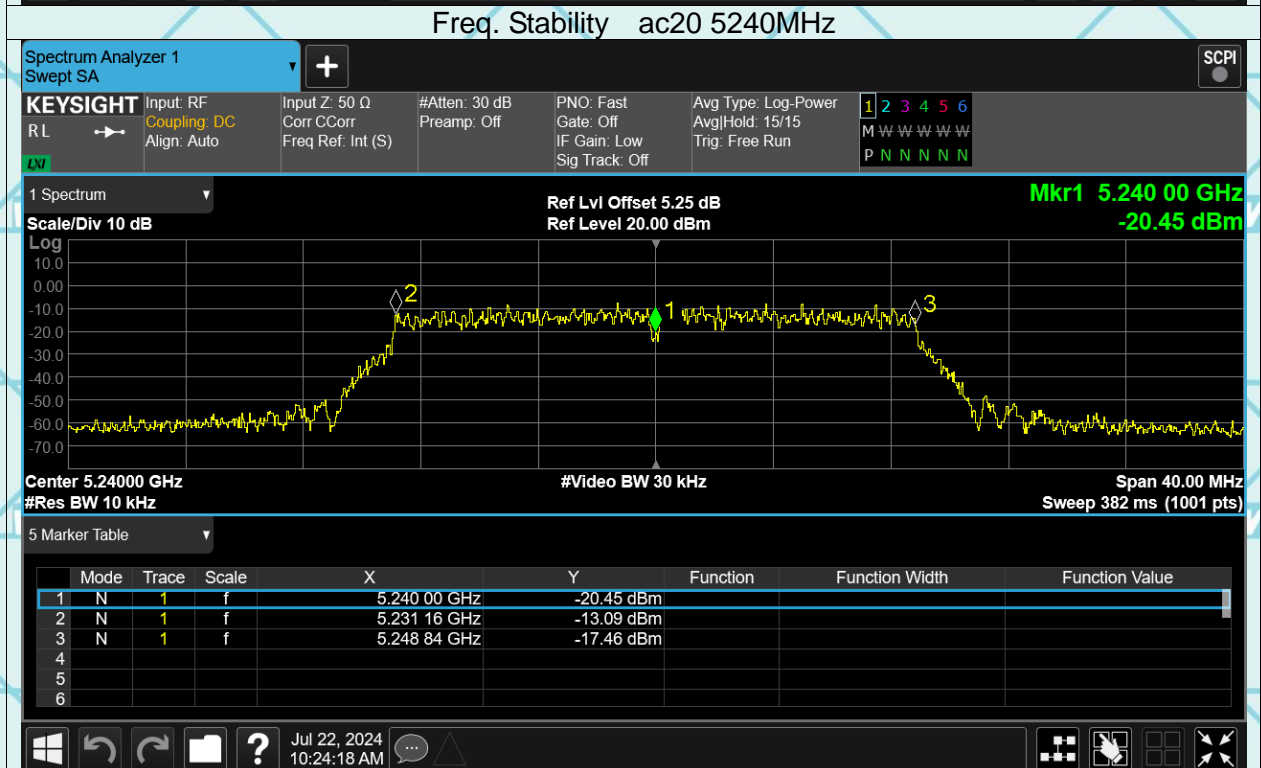 Freq. Stability ac20 5240MHz
Spectrum Analyzer 1
Swept SA
SCPI
KEYSIGHT
R L
LXI
Input: RF
Coupling: DC
Align: Auto
Input Z: 50 Ω
Corr CCorr
Freq Ref: Int (S)
#Atten: 30 dB
Preamp: Off
PNO: Fast
Gate: Off
IF Gain: Low
Sig Track: Off
Avg Type: Log-Power
Avg|Hold: 15/15
Trig: Free Run
1 2 3 4 5 6
M W W W W W
P N N N N N
1 Spectrum
Scale/Div 10 dB
Ref Lvl Offset 5.25 dB
Ref Level 20.00 dBm
Mkr1 5.240 00 GHz
-20.45 dBm
Log
10.0
0.00
-10.0
-20.0
-30.0
-40.0
-50.0
-60.0
-70.0
2
1
3
Center 5.24000 GHz
#Video BW 30 kHz
Span 40.00 MHz
#Res BW 10 kHz
Sweep 382 ms (1001 pts)
5 Marker Table
Mode Trace Scale X Y Function Function Width Function Value
1 N 1 f 5.240 00 GHz -20.45 dBm
2 N 1 f 5.231 16 GHz -13.09 dBm
3 N 1 f 5.248 84 GHz -17.46 dBm
4
5
6
Jul 22, 2024
10:24:18 AM